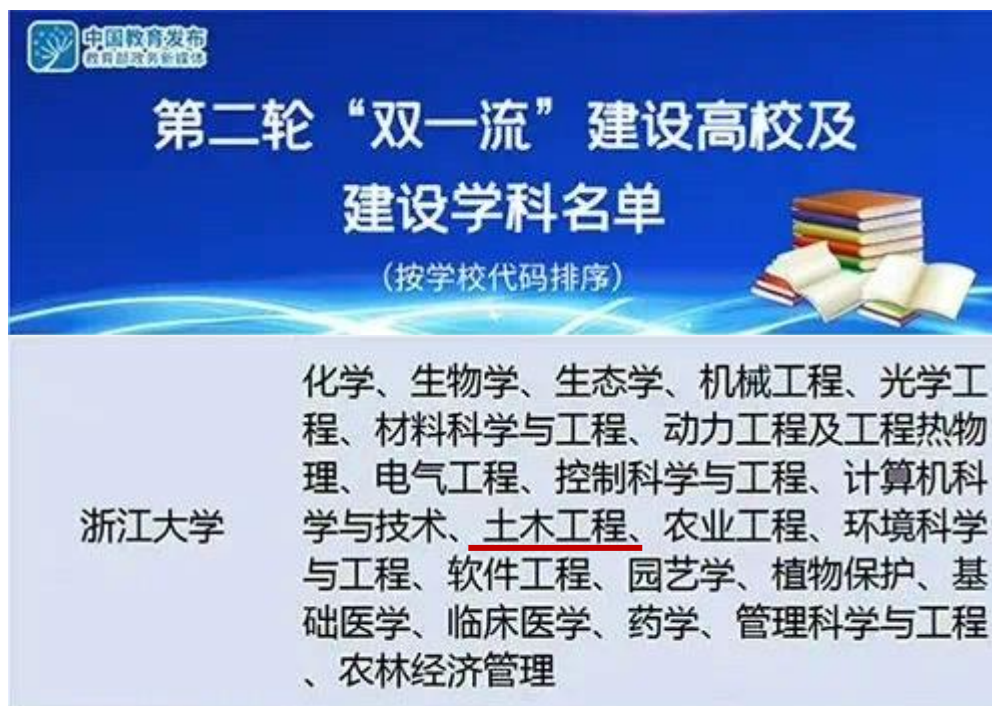 中国教育发布
教育部政务新媒体
第二轮“双一流”建设高校及
建设学科名单
（按学校代码排序）
浙江大学
化学、生物学、生态学、机械工程、光学工
程、材料科学与工程、动力工程及工程热物
理、电气工程、控制科学与工程、计算机科
学与技术、土木工程、农业工程、环境科学
与工程、软件工程、园艺学、植物保护、基
础医学、临床医学、药学、管理科学与工程
、农林经济管理